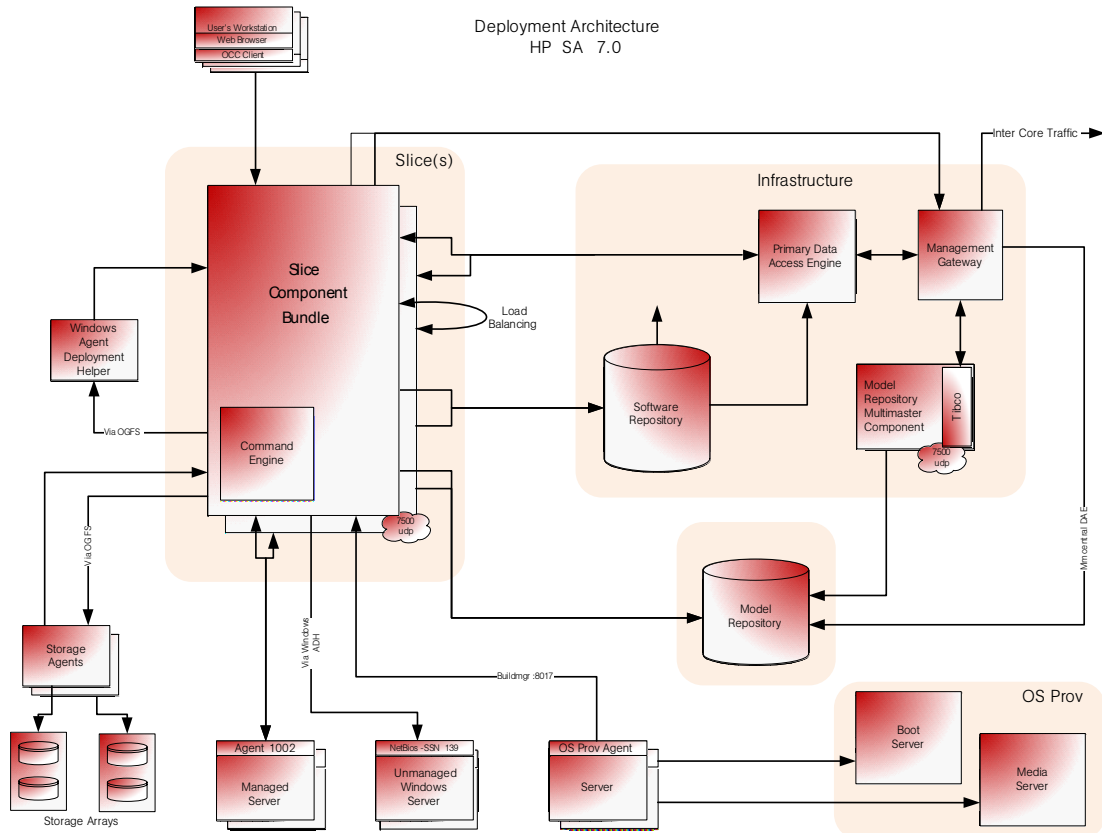 Deployment Architecture
HP SA 7.0
User's Workstation
Web Browser
OCC Client
Inter Core Traffic
Slice(s)
Infrastructure
Slice
Component
Bundle
Primary Data
Access Engine
Management
Gateway
Load
Balancing
Windows
Agent
Deployment
Helper
Software
Repository
Model
Repository
Multimaster
Component
Tibco
7500
udp
Via OGFS
Command
Engine
7500
udp
Via OGFS
Mmcentral DAE
Model
Repository
Storage
Agents
Via Windows
ADH
Buildmgr :8017
OS Prov
Boot
Server
Media
Server
Agent 1002
Managed
Server
NetBios -SSN 139
Unmanaged
Windows
Server
OS Prov Agent
Server
Storage Arrays